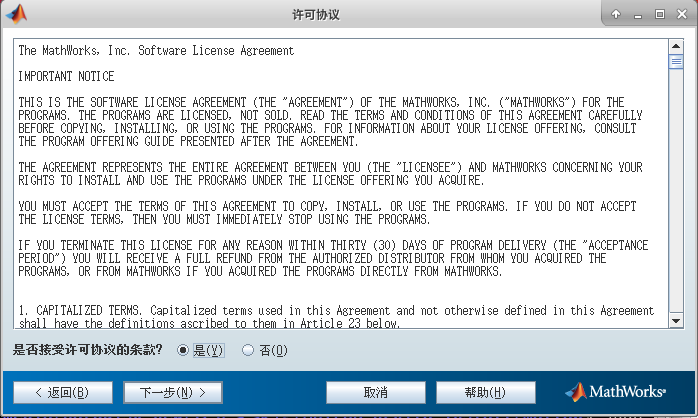 许可协议
The MathWorks, Inc. Software License Agreement
IMPORTANT NOTICE
THIS IS THE SOFTWARE LICENSE AGREEMENT (THE "AGREEMENT") OF THE MATHWORKS, INC. ("MATHWORKS") FOR THE
PROGRAMS. THE PROGRAMS ARE LICENSED, NOT SOLD. READ THE TERMS AND CONDITIONS OF THIS AGREEMENT CAREFULLY
BEFORE COPYING, INSTALLING, OR USING THE PROGRAMS. FOR INFORMATION ABOUT YOUR LICENSE OFFERING, CONSULT
THE PROGRAM OFFERING GUIDE PRESENTED AFTER THE AGREEMENT.
THE AGREEMENT REPRESENTS THE ENTIRE AGREEMENT BETWEEN YOU (THE "LICENSEE") AND MATHWORKS CONCERNING YOUR
RIGHTS TO INSTALL AND USE THE PROGRAMS UNDER THE LICENSE OFFERING YOU ACQUIRE.
YOU MUST ACCEPT THE TERMS OF THIS AGREEMENT TO COPY, INSTALL, OR USE THE PROGRAMS. IF YOU DO NOT ACCEPT
THE LICENSE TERMS, THEN YOU MUST IMMEDIATELY STOP USING THE PROGRAMS.
IF YOU TERMINATE THIS LICENSE FOR ANY REASON WITHIN THIRTY (30) DAYS OF PROGRAM DELIVERY (THE "ACCEPTANCE
PERIOD") YOU WILL RECEIVE A FULL REFUND FROM THE AUTHORIZED DISTRIBUTOR FROM WHOM YOU ACQUIRED THE
PROGRAMS, OR FROM MATHWORKS IF YOU ACQUIRED THE PROGRAMS DIRECTLY FROM MATHWORKS.
1. CAPITALIZED TERMS. Capitalized terms used in this Agreement and not otherwise defined in this Agreement
shall have the definitions ascribed to them in Article 23 below.
是否接受许可协议的条款? 是(Y) 否(O)
< 返回(B) 下一步(N) > 取消 帮助(H) MathWorks®